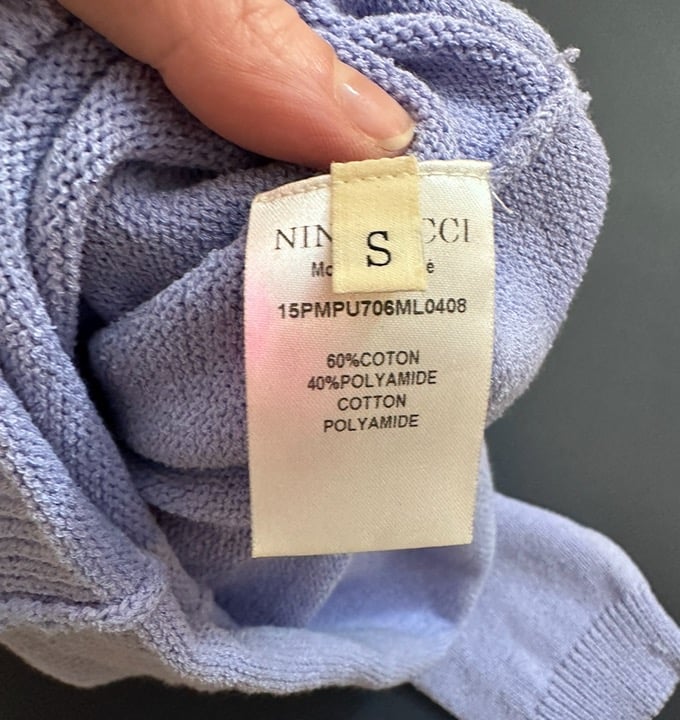 S
15PMPU706ML0408
60%COTON
40%POLYAMIDE
COTTON
POLYAMIDE